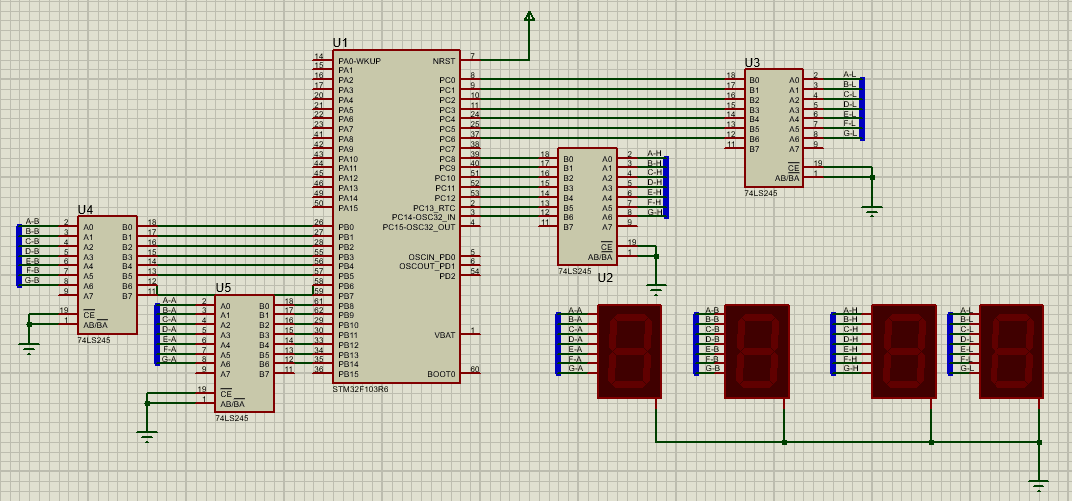 U1
14 PA0-WKUP NRST 7
15 PA1
16 PA2 PC0 8
17 PA3 PC1 9
20 PA4 PC2 10
21 PA5 PC3 11
22 PA6 PC4 24
23 PA7 PC5 25
41 PA8 PC6 37
42 PA9 PC7 38
43 PA10 PC8 39
44 PA11 PC9 40
45 PA12 PC10 51
46 PA13 PC11 52
49 PA14 PC12 53
50 PA15 PC13_RTC 2
PC14-OSC32_IN 3
26 PB0 PC15-OSC32_OUT 4
27 PB1
28 PB2
55 PB3 OSCIN_PD0 5
56 PB4 OSCOUT_PD1 6
57 PB5 PD2 54
58 PB6
59 PB7
61 PB8
62 PB9
29 PB10
30 PB11 VBAT 1
33 PB12
34 PB13
35 PB14
36 PB15 BOOT0 60
STM32F103R6
U3
18 B0 A0 2 A-L
17 B1 A1 3 B-L
16 B2 A2 4 C-L
15 B3 A3 5 D-L
14 B4 A4 6 E-L
13 B5 A5 7 F-L
12 B6 A6 8 G-L
11 B7 A7 9
CE 19
AB/BA 1
74LS245
18 B0 A0 2 A-H
17 B1 A1 3 B-H
16 B2 A2 4 C-H
15 B3 A3 5 D-H
14 B4 A4 6 E-H
13 B5 A5 7 F-H
12 B6 A6 8 G-H
11 B7 A7 9
CE 19
AB/BA 1
74LS245
U2
U4
A-B 2 A0 B0 18
B-B 3 A1 B1 17
C-B 4 A2 B2 16
D-B 5 A3 B3 15
E-B 6 A4 B4 14
F-B 7 A5 B5 13
G-B 8 A6 B6 12
9 A7 B7 11
19 CE
1 AB/BA
74LS245
U5
A-A 2 A0 B0 18
B-A 3 A1 B1 17
C-A 4 A2 B2 16
D-A 5 A3 B3 15
E-A 6 A4 B4 14
F-A 7 A5 B5 13
G-A 8 A6 B6 12
9 A7 B7 11
19 CE
1 AB/BA
74LS245
A-A
B-A
C-A
D-A
E-A
F-A
G-A
A-B
B-B
C-B
D-B
E-B
F-B
G-B
A-H
B-H
C-H
D-H
E-H
F-H
G-H
A-L
B-L
C-L
D-L
E-L
F-L
G-L